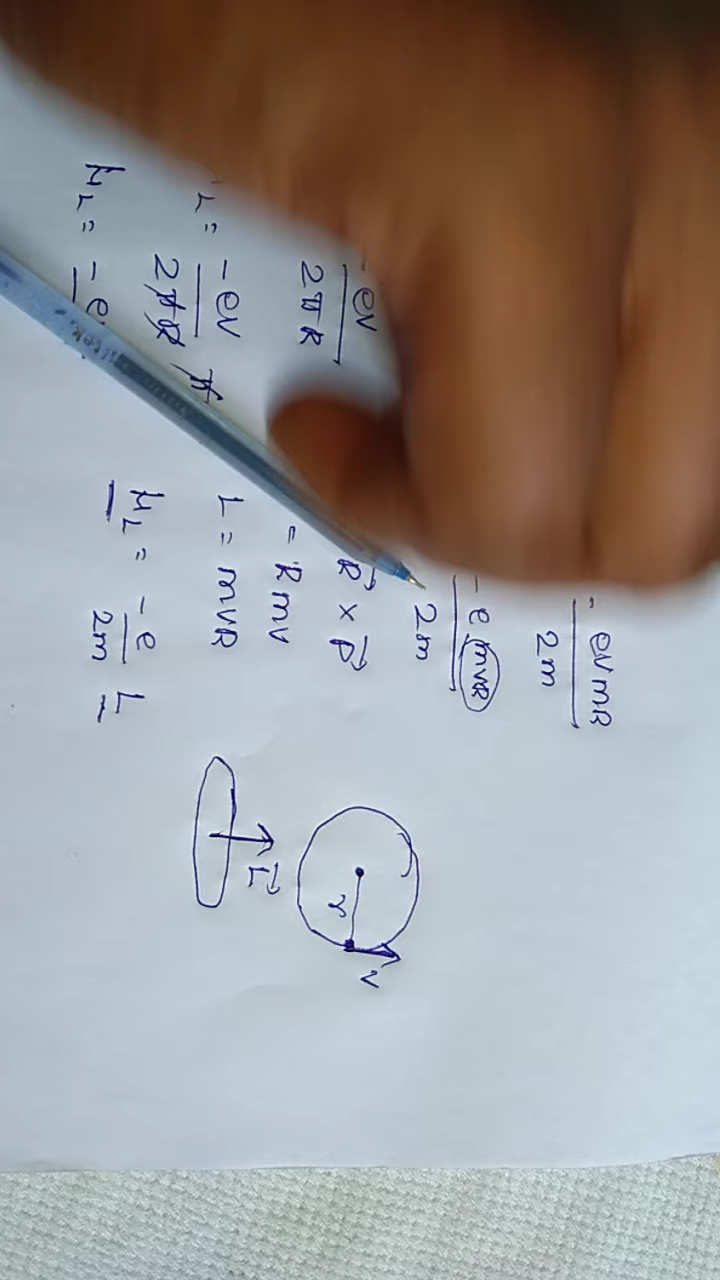 -ev
2πR
L = -ev
2πR π
μL = -e
= evmR
2m
-e mvR
2m
R × P
= Rmv
L = mvR
μL = -e L
2m
r
v
L